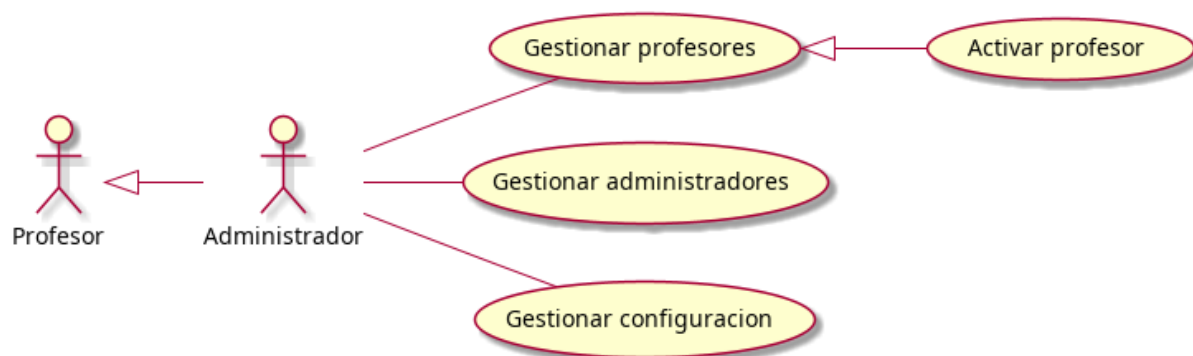 Gestionar profesores
Activar profesor
Gestionar administradores
Profesor
Administrador
Gestionar configuracion